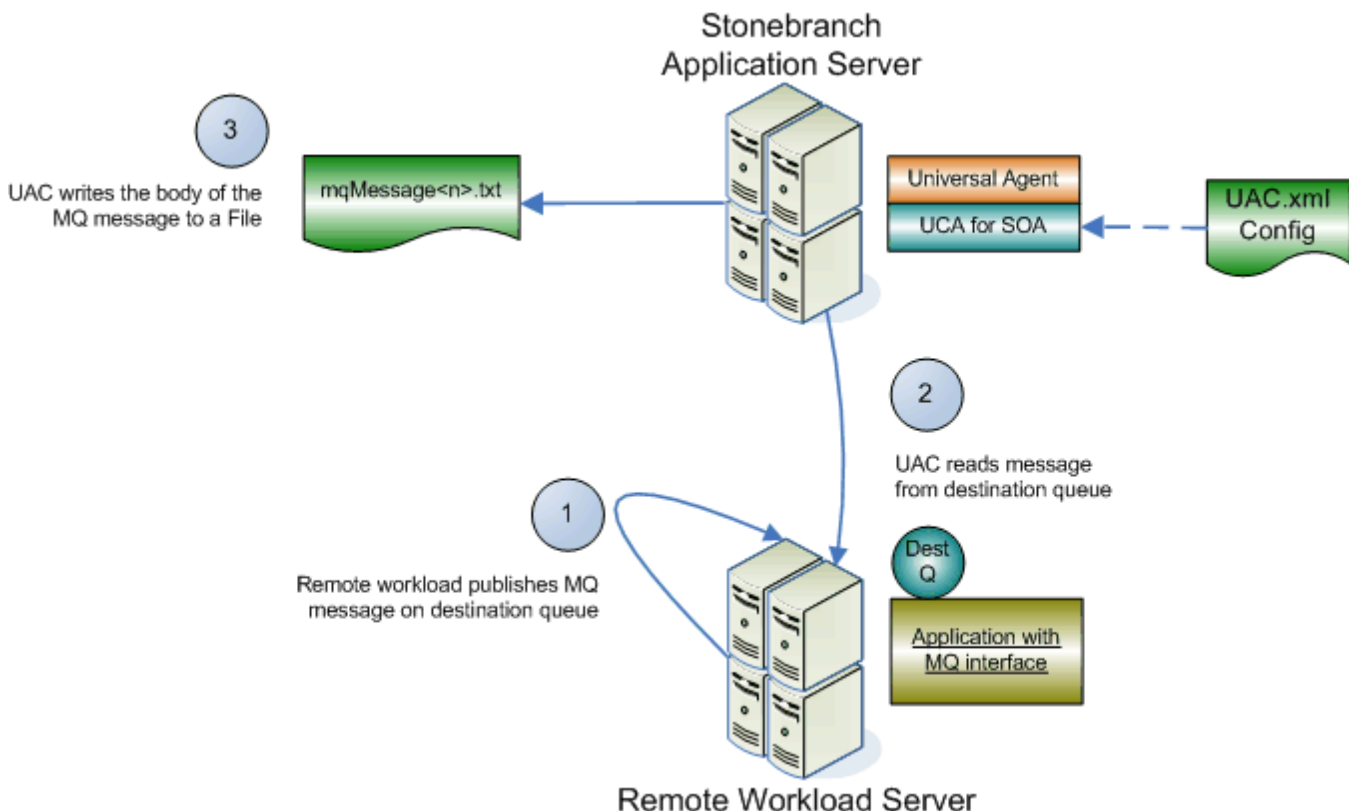 Stonebranch
Application Server
3
UAC writes the body of the
MQ message to a File
mqMessage<n>.txt
Universal Agent
UCA for SOA
UAC.xml
Config
2
UAC reads message
from destination queue
1
Remote workload publishes MQ
message on destination queue
Dest
Q
Application with
MQ interface
Remote Workload Server